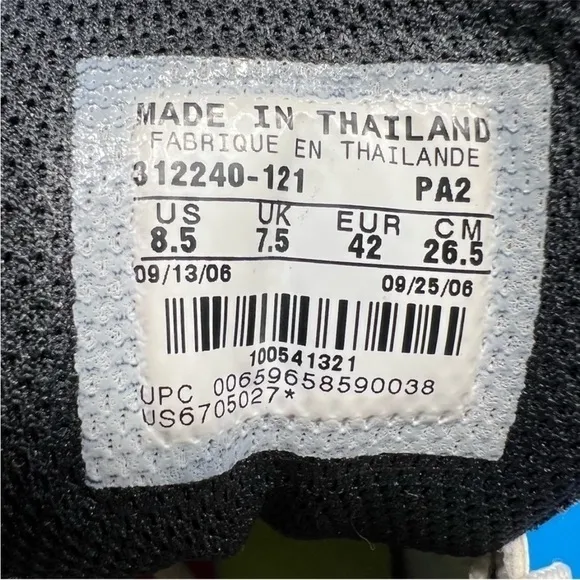 MADE IN THAILAND
FABRIQUE EN THAILANDE
312240-121 PA2
US UK EUR CM
8.5 7.5 42 26.5
09/13/06 09/25/06
100541321
UPC 00659658590038
US6705027*